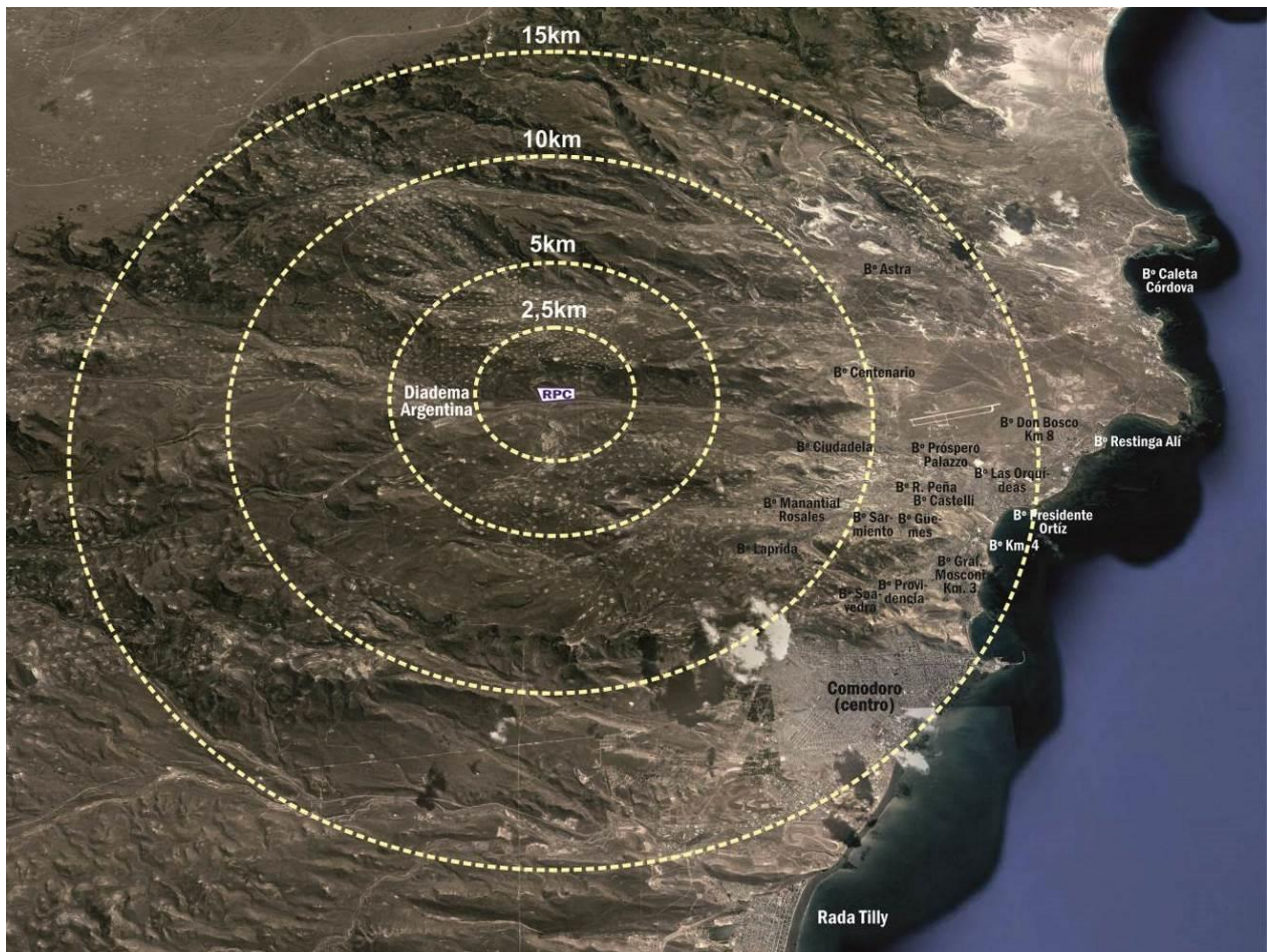 15km
10km
5km
2,5km
Bº Astra
Bº Caleta
Córdova
Bº Centenario
Diadema
Argentina
RPC
Bº Don Bosco
Km 8
Bº Restinga Alí
Bº Ciudadela
Bº Próspero
Palazzo
Bº Las Orquí-
deas
Bº R. Peña
Bº Castelli
Bº Manantial
Rosales
Bº Sar-
miento
Bº Güe-
mes
Bº Presidente
Ortíz
Bº Km. 4
Bº Laprida
Bº Gral.
Mosconi
Km. 3
Bº Provi-
dencia
Bº Saa-
vedra
Comodoro
(centro)
Rada Tilly